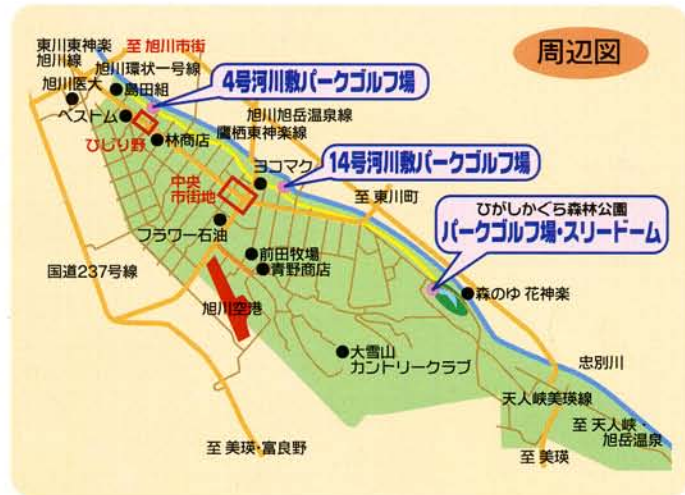 周辺図
東川東神楽
旭川線
至 旭川市街
旭川環状一号線
旭川医大
島田組
4号河川敷パークゴルフ場
ベストム
旭川旭岳温泉線
ひじり野
林商店
鷹栖東神楽線
ヨコマク
14号河川敷パークゴルフ場
中央
市街地
至 東川町
ひがしかぐら森林公園
パークゴルフ場・スリードーム
フラワー石油
前田牧場
青野商店
国道237号線
旭川空港
森のゆ 花神楽
大雪山
カントリークラブ
忠別川
天人峡美瑛線
至 天人峡・
旭岳温泉
至 美瑛・富良野
至 美瑛